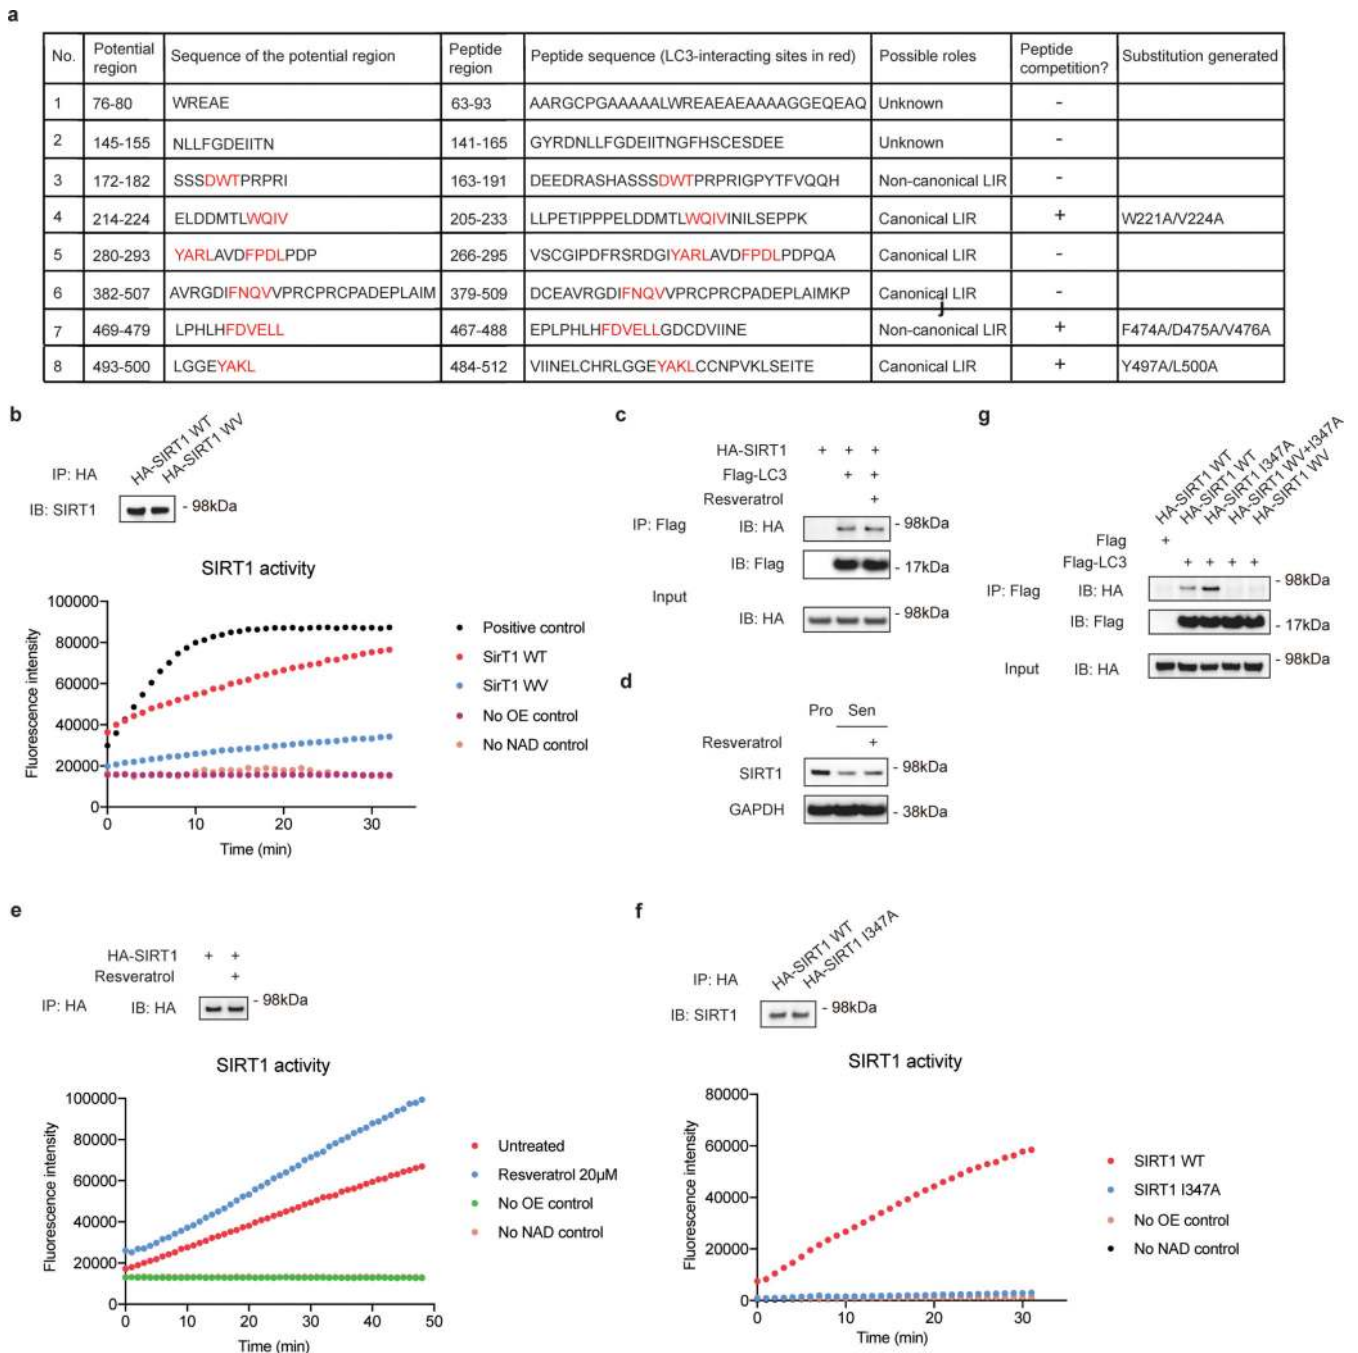 a
No. Potential region Sequence of the potential region Peptide region Peptide sequence (LC3-interacting sites in red) Possible roles Peptide competition? Substitution generated
1 76-80 WREAE 63-93 AARGCPGAAAAALWREAEAEAAAAGGEQEAQ Unknown -
2 145-155 NLLFGDEIITN 141-165 GYRDNLLFGDEIITNGFHSCESDEE Unknown -
3 172-182 SSSDWTPRPRI 163-191 DEEDRASHASSSDWTPRPRIGPYTFVQQH Non-canonical LIR -
4 214-224 ELDDMTLWQIV 205-233 LLPETIPPPELDDMTLWQIVINILSEPPK Canonical LIR + W221A/V224A
5 280-293 YARLAVDFPDLPDP 266-295 VSCGIPDFRSRDGIYARLAVDFPDLPDPQA Canonical LIR -
6 382-507 AVRGDIFNQVVPRCPRCPADEPLAIM 379-509 DCEAVRGDIFNQVVPRCPRCPADEPLAIMKP Canonical LIR -
7 469-479 LPHLHFDVELL 467-488 EPLPHLHFDVELLGDCDVIINE Non-canonical LIR + F474A/D475A/V476A
8 493-500 LGGEYAKL 484-512 VIINELCHRLGGEYAKLCCNPVKLSEITE Canonical LIR + Y497A/L500A
b
HA-SIRT1 WT
HA-SIRT1 WV
IP: HA
IB: SIRT1 - 98kDa
SIRT1 activity
Fluorescence intensity
100000
80000
60000
40000
20000
0
0 10 20 30
Time (min)
Positive control
SirT1 WT
SirT1 WV
No OE control
No NAD control
c
HA-SIRT1 + + +
Flag-LC3 + +
Resveratrol +
IP: Flag IB: HA - 98kDa
IB: Flag - 17kDa
Input
IB: HA - 98kDa
d
Pro Sen
Resveratrol +
SIRT1 - 98kDa
GAPDH - 38kDa
g
HA-SIRT1 WT
HA-SIRT1 WT
HA-SIRT1 I347A
HA-SIRT1 WV+I347A
HA-SIRT1 WV
Flag +
Flag-LC3 + + + +
IP: Flag IB: HA - 98kDa
IB: Flag - 17kDa
Input IB: HA - 98kDa
e
HA-SIRT1 + +
Resveratrol +
IP: HA IB: HA - 98kDa
SIRT1 activity
Fluorescence intensity
100000
80000
60000
40000
20000
0
0 10 20 30 40 50
Time (min)
Untreated
Resveratrol 20µM
No OE control
No NAD control
f
HA-SIRT1 WT
HA-SIRT1 I347A
IP: HA
IB: SIRT1 - 98kDa
SIRT1 activity
Fluorescence intensity
80000
60000
40000
20000
0
0 10 20 30
Time (min)
SIRT1 WT
SIRT1 I347A
No OE control
No NAD control